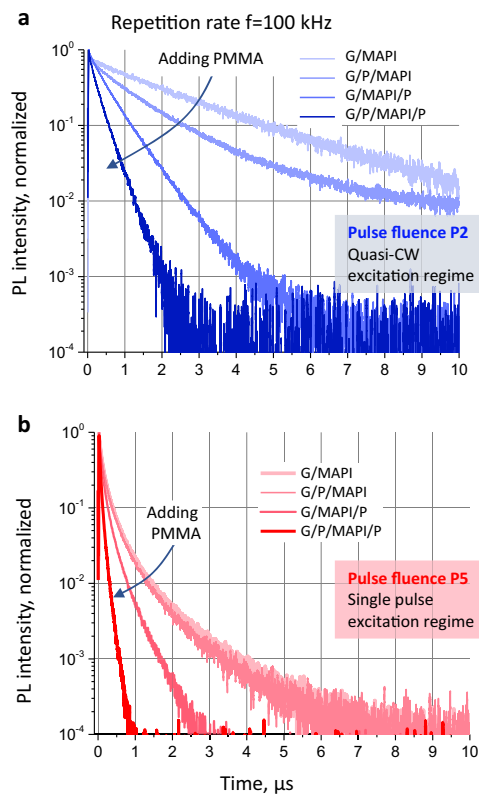 Repetition rate f=100 kHz
a
Adding PMMA
G/MAPI
G/P/MAPI
G/MAPI/P
G/P/MAPI/P
Pulse fluence P2
Quasi-CW
excitation regime
PL intensity, normalized
10⁰
10⁻¹
10⁻²
10⁻³
10⁻⁴
0 1 2 3 4 5 6 7 8 9 10
b
Adding
PMMA
G/MAPI
G/P/MAPI
G/MAPI/P
G/P/MAPI/P
Pulse fluence P5
Single pulse
excitation regime
PL intensity, normalized
10⁰
10⁻¹
10⁻²
10⁻³
10⁻⁴
0 1 2 3 4 5 6 7 8 9 10
Time, µs